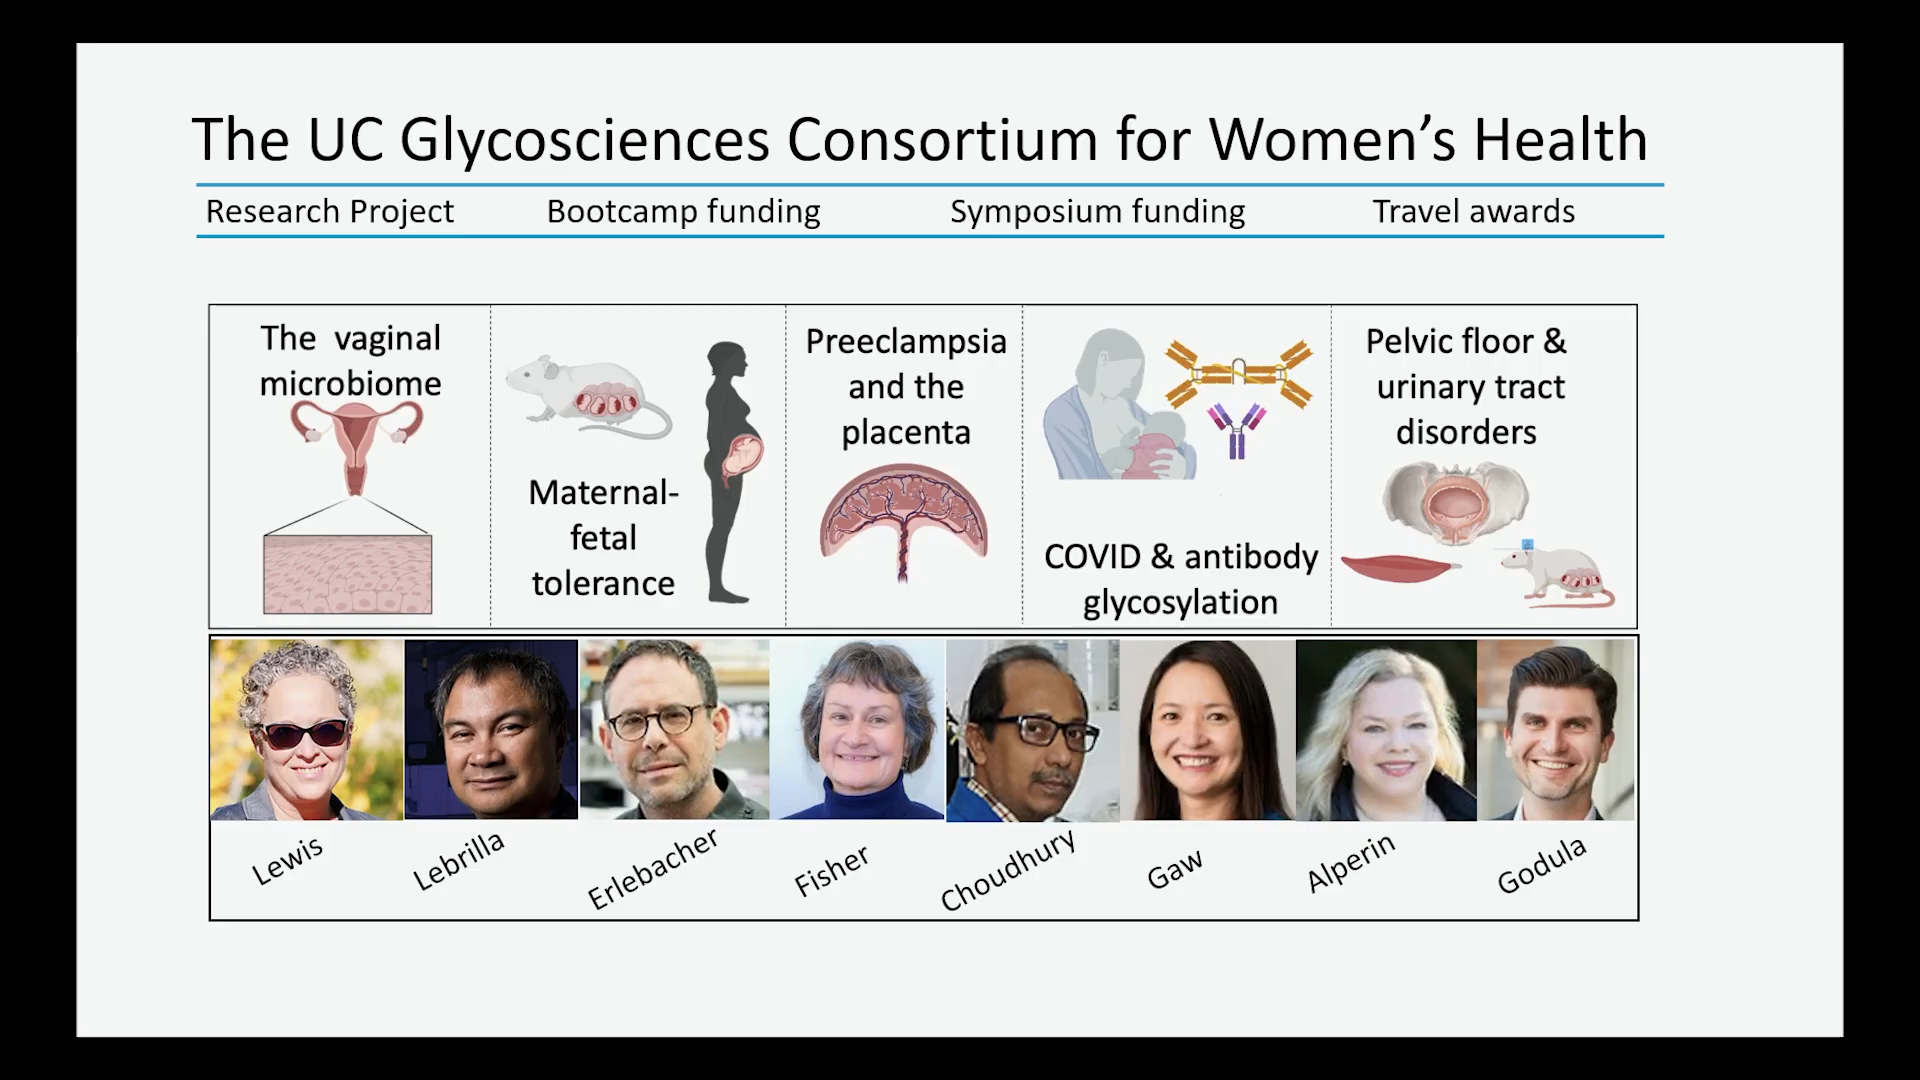 The UC Glycosciences Consortium for Women's Health
Research Project
Bootcamp funding
Symposium funding
Travel awards
The vaginal
microbiome
Maternal-
fetal
tolerance
Preeclampsia
and the
placenta
COVID & antibody
glycosylation
Pelvic floor &
urinary tract
disorders
Lewis
Lebrilla
Erlebacher
Fisher
Choudhury
Gaw
Alperin
Godula